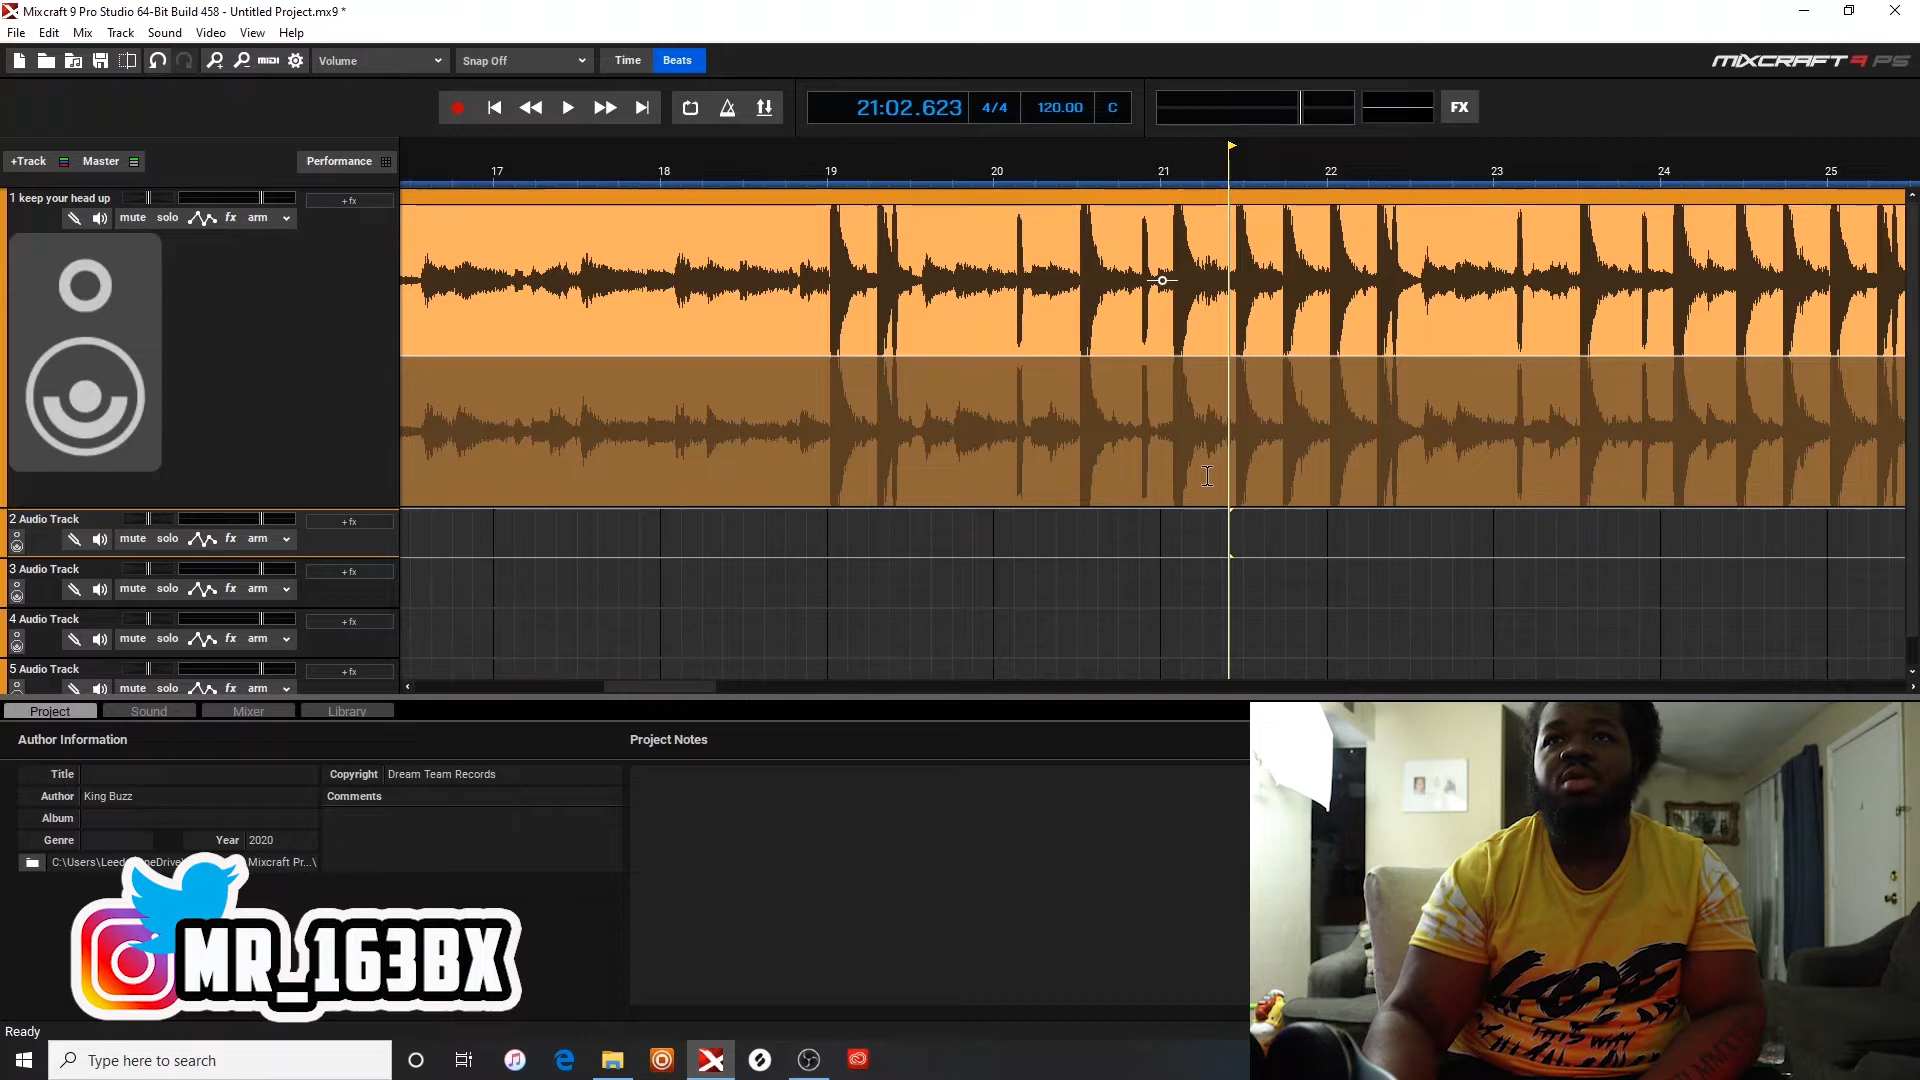 Mixcraft 9 Pro Studio 64-Bit Build 458 - Untitled Project.mx9 *
File Edit Mix Track Sound Video View Help
midi Volume Snap Off Time Beats MIXCRAFT 9 PS
21:02.623 4/4 120.00 C FX
+Track Master Performance
17 18 19 20 21 22 23 24 25
1 keep your head up + fx
mute solo fx arm
2 Audio Track + fx
mute solo fx arm
3 Audio Track + fx
mute solo fx arm
4 Audio Track + fx
mute solo fx arm
5 Audio Track + fx
mute solo fx arm
Project Sound Mixer Library
Author Information Project Notes
Title Copyright Dream Team Records
Author King Buzz Comments
Album
Genre Year 2020
Mixcraft Pr...\
MR_163BX
Ready
Type here to search